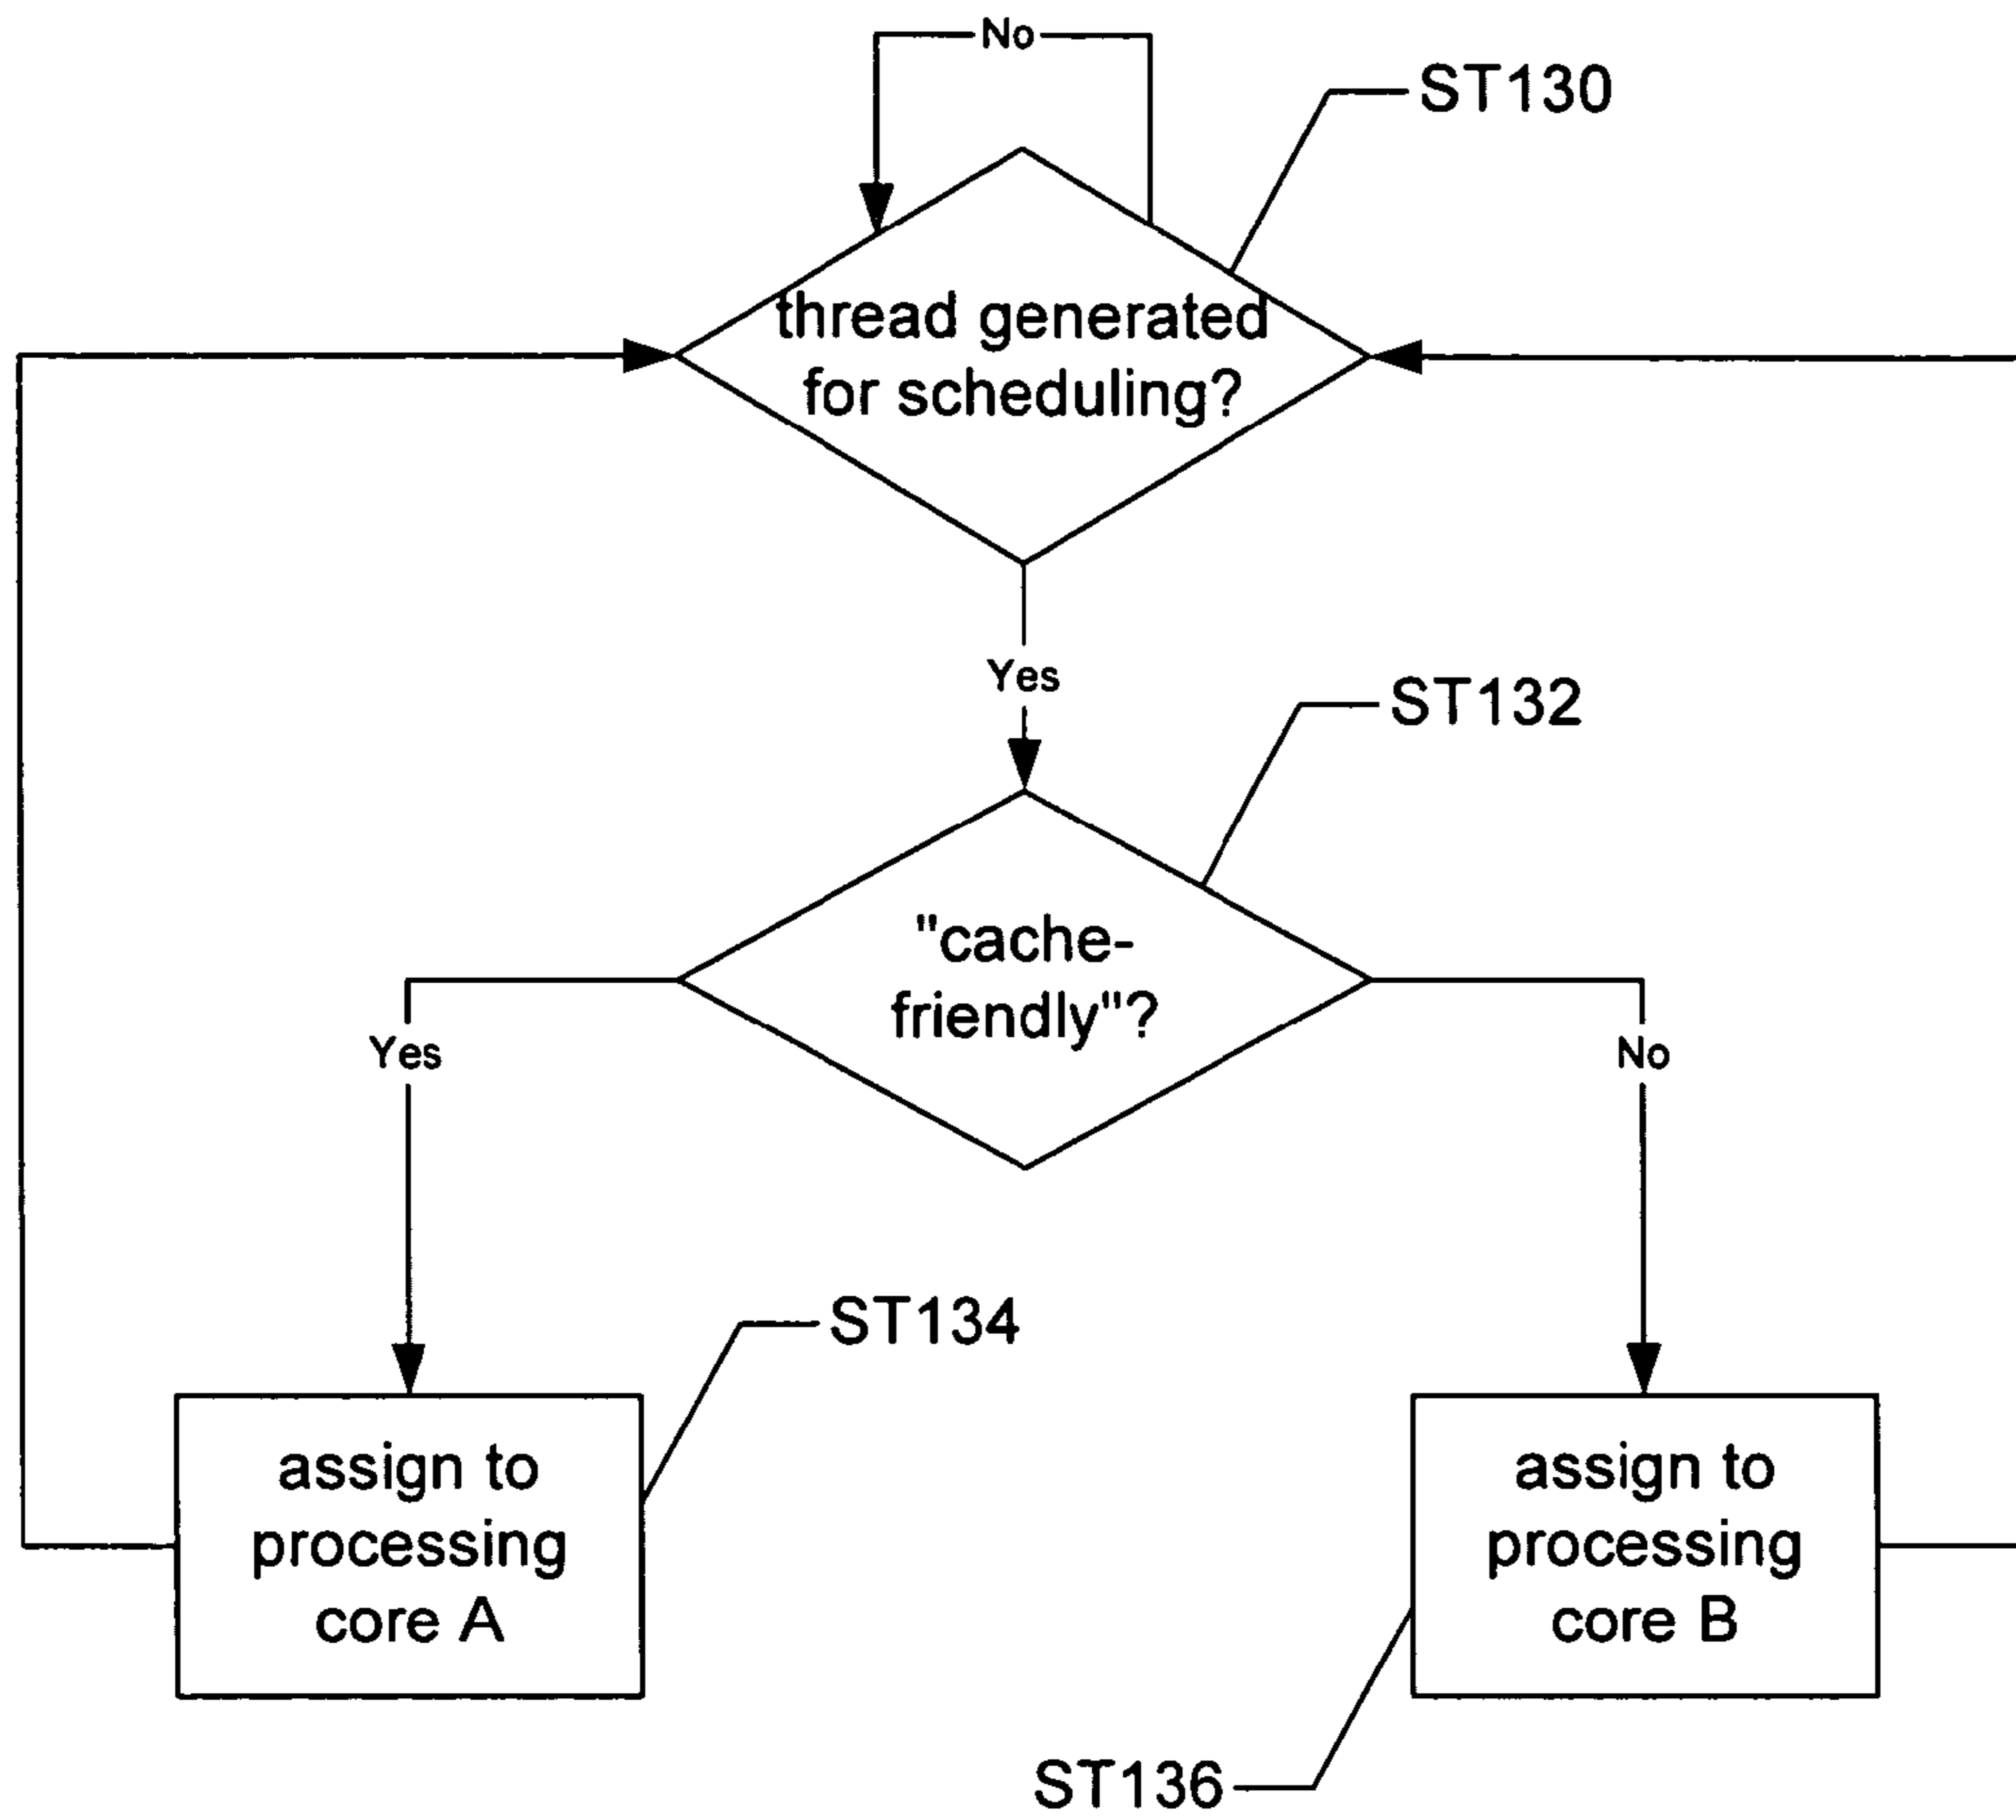 No
ST130
thread generated
for scheduling?
Yes
ST132
"cache-
friendly"?
Yes
No
ST134
assign to
processing
core A
assign to
processing
core B
ST136